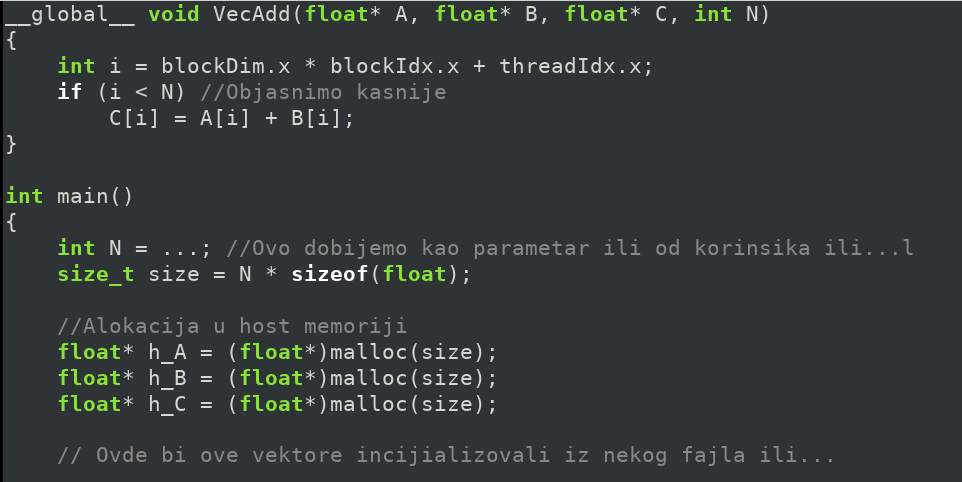 __global__ void VecAdd(float* A, float* B, float* C, int N)
{
    int i = blockDim.x * blockIdx.x + threadIdx.x;
    if (i < N) //Objasnimo kasnije
        C[i] = A[i] + B[i];
}
int main()
{
    int N = ...; //Ovo dobijemo kao parametar ili od korinsika ili...l
    size_t size = N * sizeof(float);
    //Alokacija u host memoriji
    float* h_A = (float*)malloc(size);
    float* h_B = (float*)malloc(size);
    float* h_C = (float*)malloc(size);
    // Ovde bi ove vektore incijializovali iz nekog fajla ili...